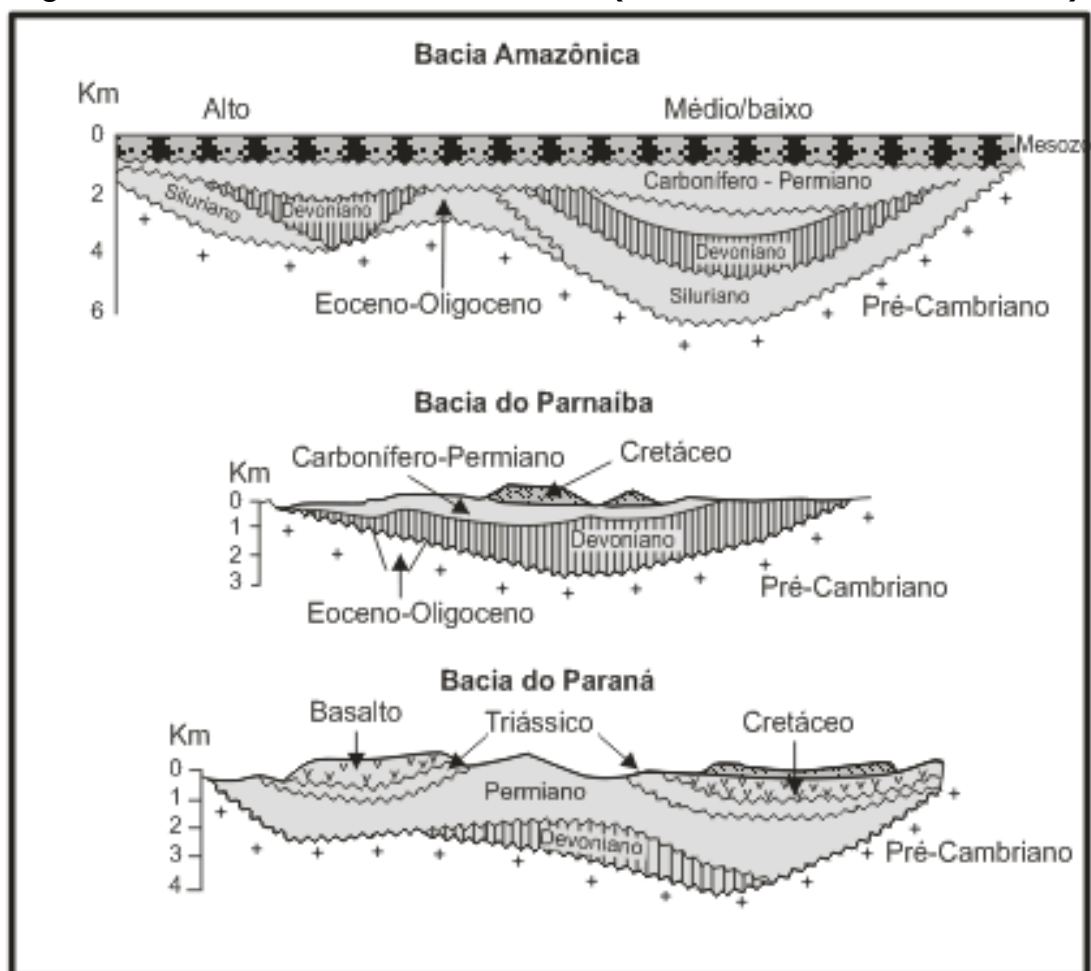 Bacia Amazônica
Km
Alto
Médio/baixo
0
Mesozo
Carbonífero - Permiano
2
Siluriano
Devoniano
Devoniano
4
Siluriano
Eoceno-Oligoceno
Pré-Cambriano
6
Bacia do Parnaíba
Carbonífero-Permiano
Cretáceo
Km
0
1
Devoniano
2
3
Pré-Cambriano
Eoceno-Oligoceno
Bacia do Paraná
Basalto
Triássico
Cretáceo
Km
0
Permiano
1
2
Devoniano
3
Pré-Cambriano
4